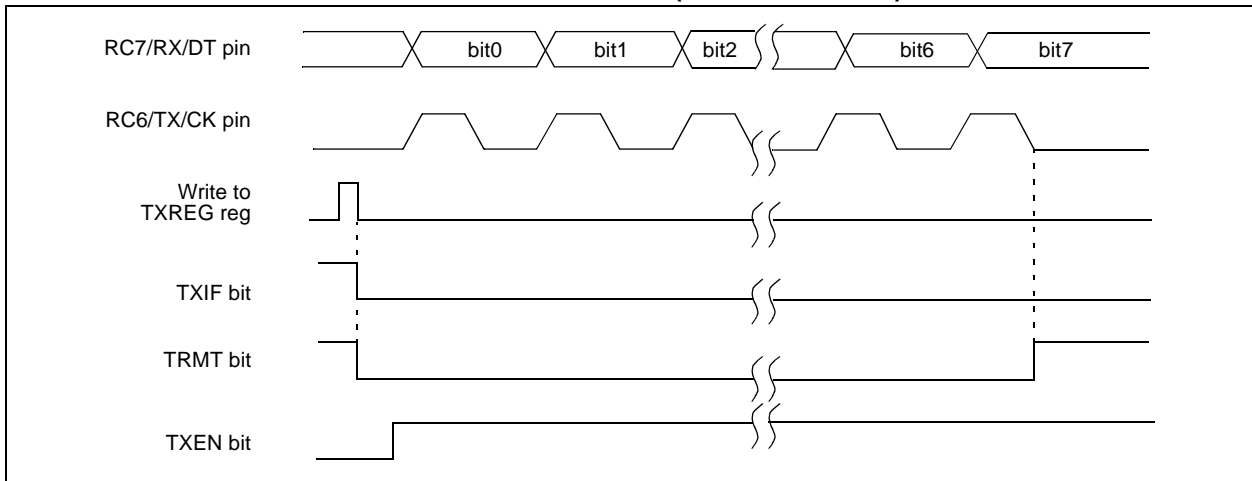 RC7/RX/DT pin
bit0 bit1 bit2 bit6 bit7
RC6/TX/CK pin
Write to
TXREG reg
TXIF bit
TRMT bit
TXEN bit